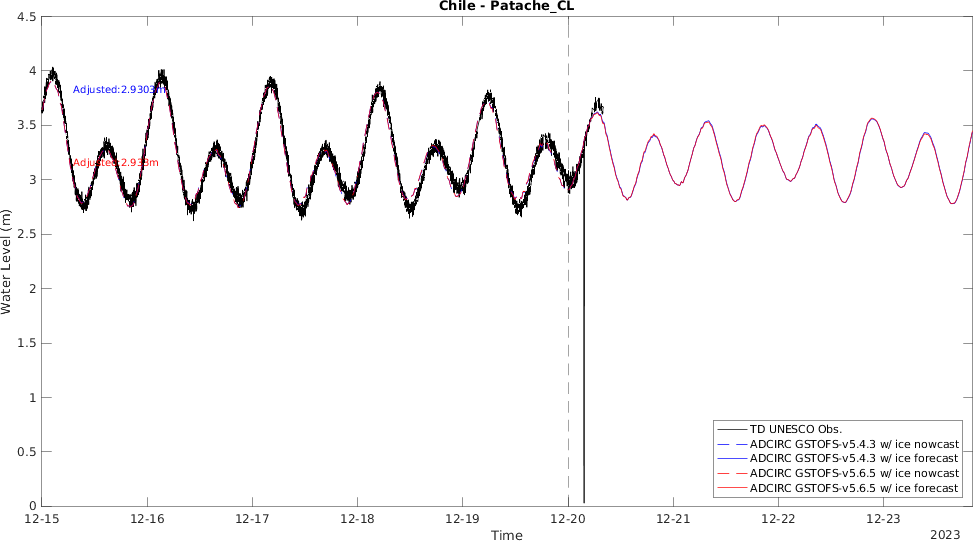 Chile - Patache_CL
4.5
4
Adjusted:2.9303m
3.5
Adjusted:2.933m
3
2.5
Water Level (m)
2
1.5
1
0.5
0
TD UNESCO Obs.
ADCIRC GSTOFS-v5.4.3 w/ ice nowcast
ADCIRC GSTOFS-v5.4.3 w/ ice forecast
ADCIRC GSTOFS-v5.6.5 w/ ice nowcast
ADCIRC GSTOFS-v5.6.5 w/ ice forecast
12-15 12-16 12-17 12-18 12-19 12-20 12-21 12-22 12-23
Time
2023